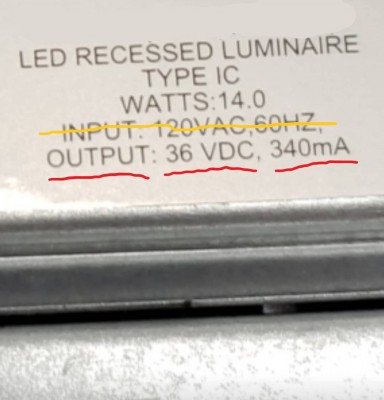 LED RECESSED LUMINAIRE
TYPE IC
WATTS:14.0
INPUT: 120VAC,60HZ,
OUTPUT: 36 VDC, 340mA